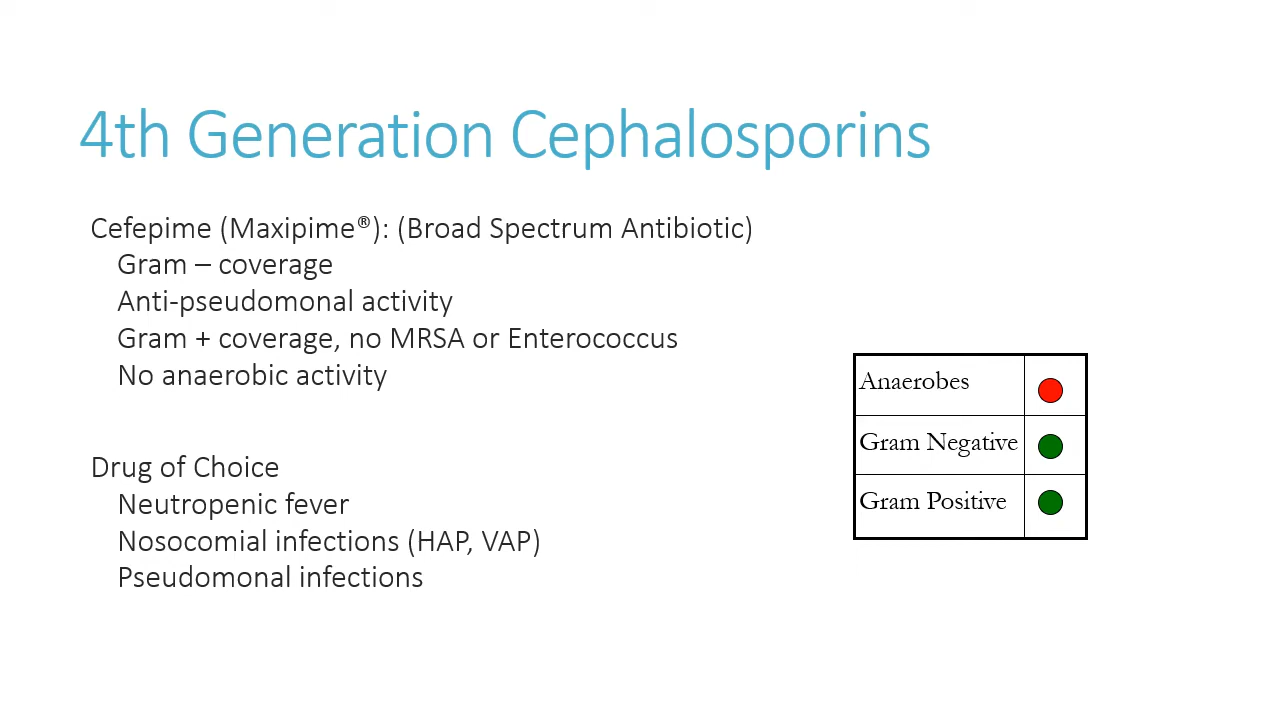 4th Generation Cephalosporins
Cefepime (Maxipime®): (Broad Spectrum Antibiotic)
Gram – coverage
Anti-pseudomonal activity
Gram + coverage, no MRSA or Enterococcus
No anaerobic activity
Drug of Choice
Neutropenic fever
Nosocomial infections (HAP, VAP)
Pseudomonal infections
Anaerobes
Gram Negative
Gram Positive